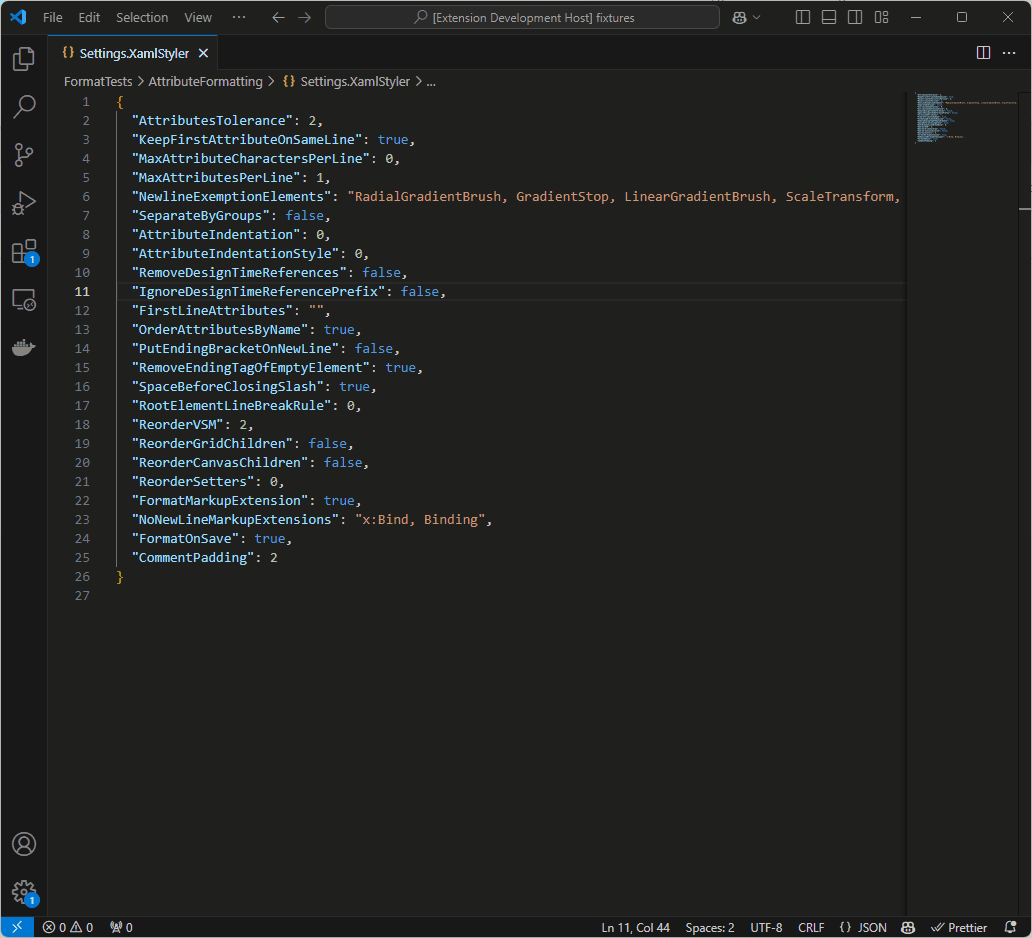 File Edit Selection View ··· [Extension Development Host] fixtures
{} Settings.XamlStyler
FormatTests > AttributeFormatting > {} Settings.XamlStyler > ...
1 {
2 "AttributesTolerance": 2,
3 "KeepFirstAttributeOnSameLine": true,
4 "MaxAttributeCharactersPerLine": 0,
5 "MaxAttributesPerLine": 1,
6 "NewlineExemptionElements": "RadialGradientBrush, GradientStop, LinearGradientBrush, ScaleTransform,
7 "SeparateByGroups": false,
8 "AttributeIndentation": 0,
9 "AttributeIndentationStyle": 0,
10 "RemoveDesignTimeReferences": false,
11 "IgnoreDesignTimeReferencePrefix": false,
12 "FirstLineAttributes": "",
13 "OrderAttributesByName": true,
14 "PutEndingBracketOnNewLine": false,
15 "RemoveEndingTagOfEmptyElement": true,
16 "SpaceBeforeClosingSlash": true,
17 "RootElementLineBreakRule": 0,
18 "ReorderVSM": 2,
19 "ReorderGridChildren": false,
20 "ReorderCanvasChildren": false,
21 "ReorderSetters": 0,
22 "FormatMarkupExtension": true,
23 "NoNewLineMarkupExtensions": "x:Bind, Binding",
24 "FormatOnSave": true,
25 "CommentPadding": 2
26 }
27
1
1
0 0 0 Ln 11, Col 44 Spaces: 2 UTF-8 CRLF {} JSON Prettier